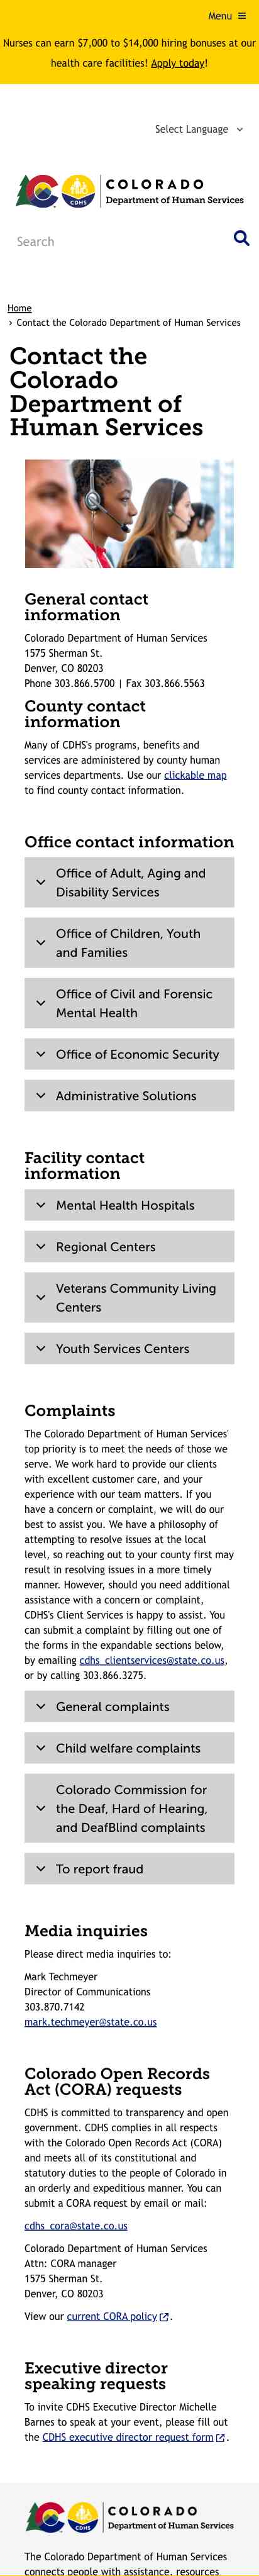 Menu
Nurses can earn $7,000 to $14,000 hiring bonuses at our
health care facilities! Apply today!
Select Language
COLORADO
Department of Human Services
CDHS
Search
Home
› Contact the Colorado Department of Human Services
Contact the
Colorado
Department of
Human Services
General contact
information
Colorado Department of Human Services
1575 Sherman St.
Denver, CO 80203
Phone 303.866.5700 | Fax 303.866.5563
County contact
information
Many of CDHS's programs, benefits and
services are administered by county human
services departments. Use our clickable map
to find county contact information.
Office contact information
Office of Adult, Aging and
Disability Services
Office of Children, Youth
and Families
Office of Civil and Forensic
Mental Health
Office of Economic Security
Administrative Solutions
Facility contact
information
Mental Health Hospitals
Regional Centers
Veterans Community Living
Centers
Youth Services Centers
Complaints
The Colorado Department of Human Services'
top priority is to meet the needs of those we
serve. We work hard to provide our clients
with excellent customer care, and your
experience with our team matters. If you
have a concern or complaint, we will do our
best to assist you. We have a philosophy of
attempting to resolve issues at the local
level, so reaching out to your county first may
result in resolving issues in a more timely
manner. However, should you need additional
assistance with a concern or complaint,
CDHS's Client Services is happy to assist. You
can submit a complaint by filling out one of
the forms in the expandable sections below,
by emailing cdhs_clientservices@state.co.us,
or by calling 303.866.3275.
General complaints
Child welfare complaints
Colorado Commission for
the Deaf, Hard of Hearing,
and DeafBlind complaints
To report fraud
Media inquiries
Please direct media inquiries to:
Mark Techmeyer
Director of Communications
303.870.7142
mark.techmeyer@state.co.us
Colorado Open Records
Act (CORA) requests
CDHS is committed to transparency and open
government. CDHS complies in all respects
with the Colorado Open Records Act (CORA)
and meets all of its constitutional and
statutory duties to the people of Colorado in
an orderly and expeditious manner. You can
submit a CORA request by email or mail:
cdhs_cora@state.co.us
Colorado Department of Human Services
Attn: CORA manager
1575 Sherman St.
Denver, CO 80203
View our current CORA policy.
Executive director
speaking requests
To invite CDHS Executive Director Michelle
Barnes to speak at your event, please fill out
the CDHS executive director request form.
COLORADO
Department of Human Services
CDHS
The Colorado Department of Human Services
connects people with assistance, resources